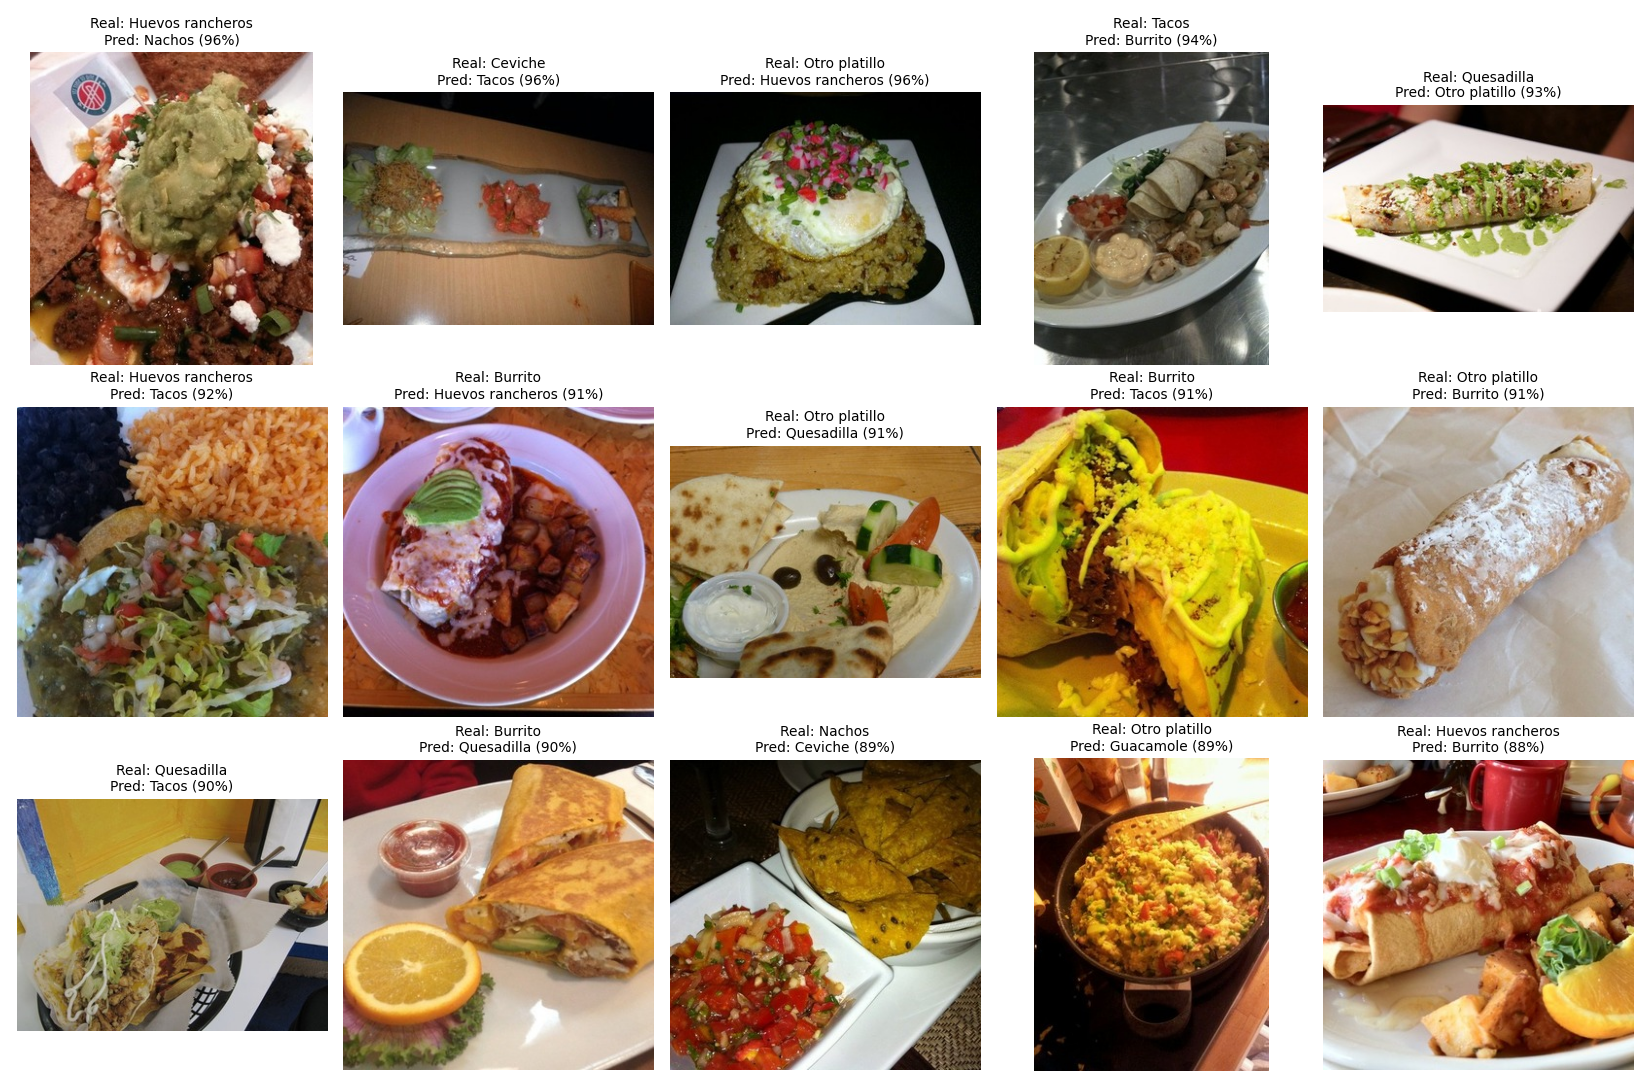 Real: Huevos rancheros
Pred: Nachos (96%)
Real: Ceviche
Pred: Tacos (96%)
Real: Otro platillo
Pred: Huevos rancheros (96%)
Real: Tacos
Pred: Burrito (94%)
Real: Quesadilla
Pred: Otro platillo (93%)
Real: Huevos rancheros
Pred: Tacos (92%)
Real: Burrito
Pred: Huevos rancheros (91%)
Real: Otro platillo
Pred: Quesadilla (91%)
Real: Burrito
Pred: Tacos (91%)
Real: Otro platillo
Pred: Burrito (91%)
Real: Quesadilla
Pred: Tacos (90%)
Real: Burrito
Pred: Quesadilla (90%)
Real: Nachos
Pred: Ceviche (89%)
Real: Otro platillo
Pred: Guacamole (89%)
Real: Huevos rancheros
Pred: Burrito (88%)